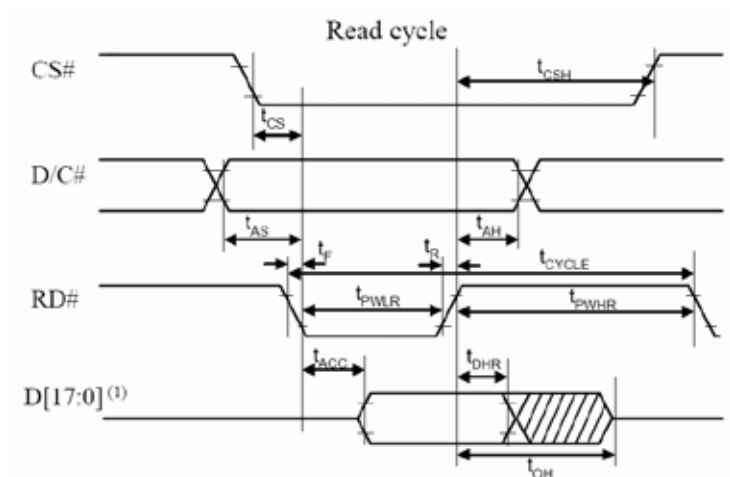 Read cycle
CS#
tCSH
tCS
D/C#
tAS
tF
tR
tAH
tCYCLE
RD#
tPWLR
tPWHR
tACC
tDHR
D[17:0](1)
tOH